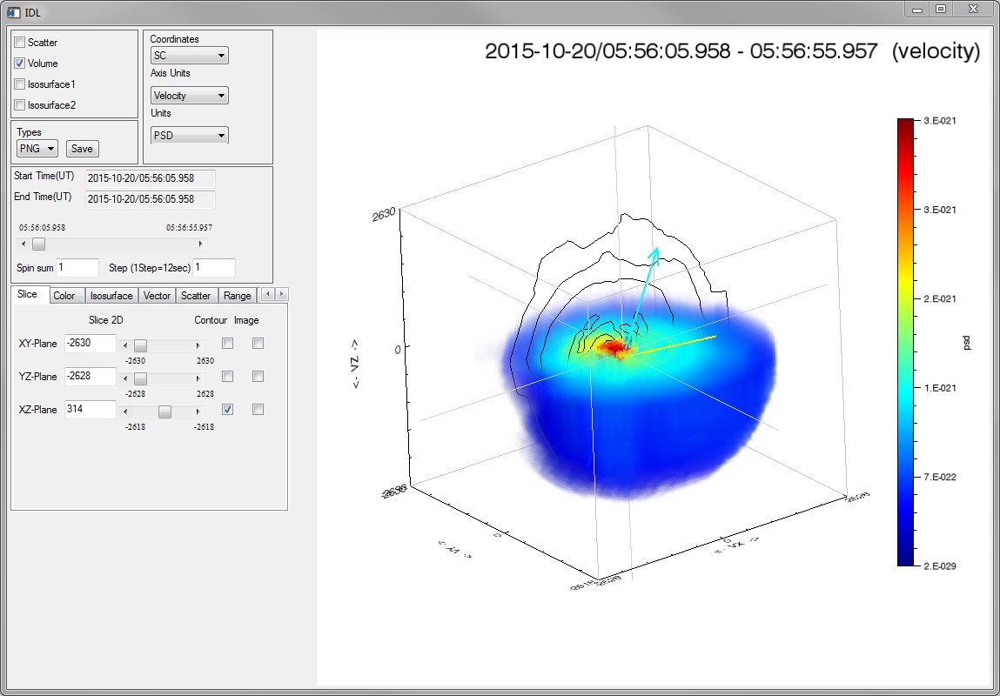 IDL
Scatter
Volume
Isosurface1
Isosurface2
Types
PNG Save
Coordinates
SC
Axis Units
Velocity
Units
PSD
Start Time(UT) 2015-10-20/05:56:05.958
End Time(UT) 2015-10-20/05:56:05.958
05:56:05.958 05:56:55.957
Spin sum 1 Step (1Step=12sec) 1
Slice Color Isosurface Vector Scatter Range
Slice 2D Contour Image
XY-Plane -2630
-2630 2630
YZ-Plane -2628
-2628 2628
XZ-Plane 314
-2618 -2618
2015-10-20/05:56:05.958 - 05:56:55.957 (velocity)
2630
<- VZ ->
0
0
0
<- Vx ->
3.E-021
3.E-021
2.E-021
1.E-021
7.E-022
2.E-029
psd